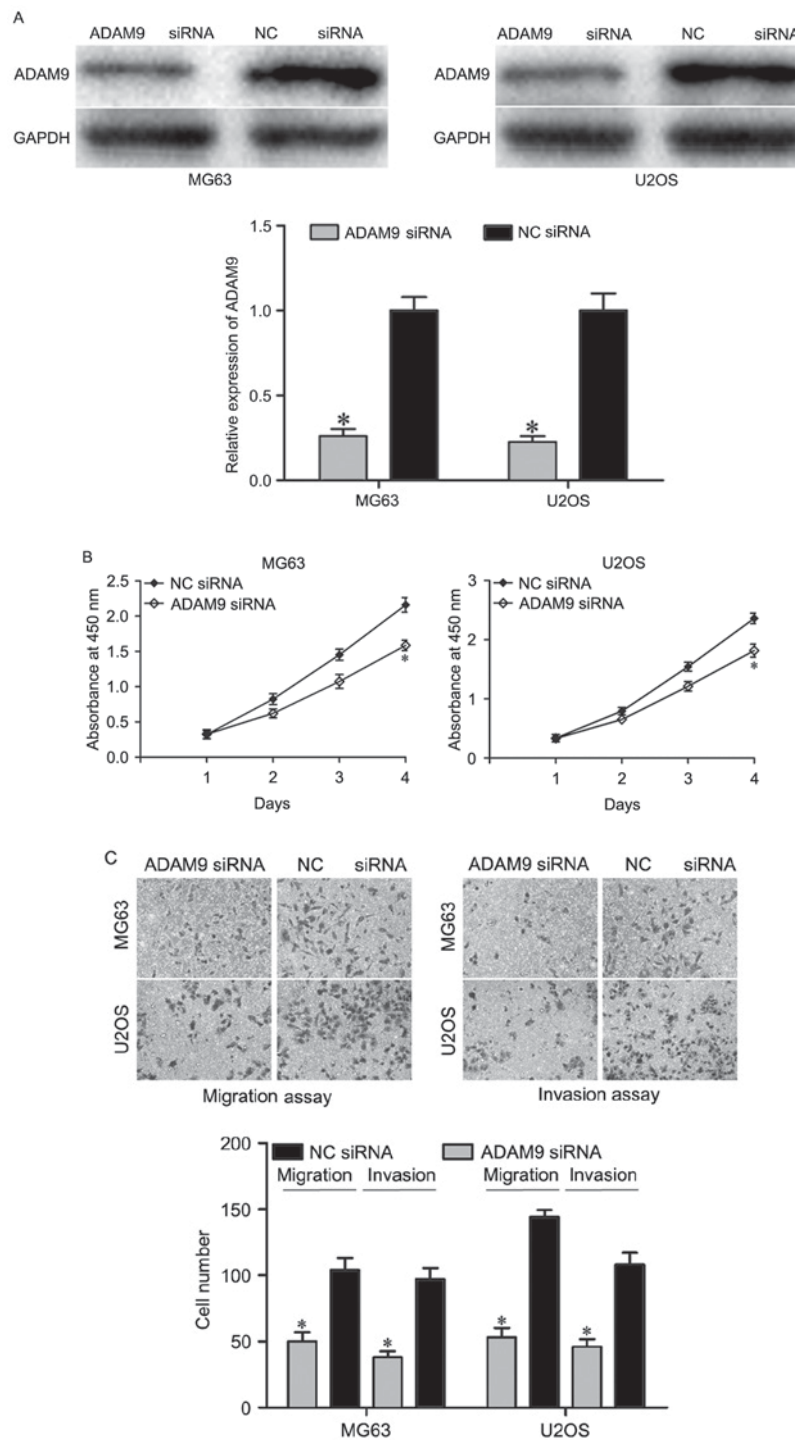 A
ADAM9 siRNA NC siRNA
ADAM9
GAPDH
MG63
ADAM9 siRNA NC siRNA
ADAM9
GAPDH
U2OS
ADAM9 siRNA NC siRNA
Relative expression of ADAM9
1.5
1.0
0.5
0.0
* *
MG63 U2OS
B
MG63
NC siRNA
ADAM9 siRNA
Absorbance at 450 nm
2.5
2.0
1.5
1.0
0.5
0.0
*
1 2 3 4
Days
U2OS
NC siRNA
ADAM9 siRNA
Absorbance at 450 nm
3
2
1
0
*
1 2 3 4
Days
C
ADAM9 siRNA NC siRNA
MG63
U2OS
Migration assay
ADAM9 siRNA NC siRNA
MG63
U2OS
Invasion assay
NC siRNA ADAM9 siRNA
Migration Invasion Migration Invasion
Cell number
200
150
100
50
0
* * * *
MG63 U2OS